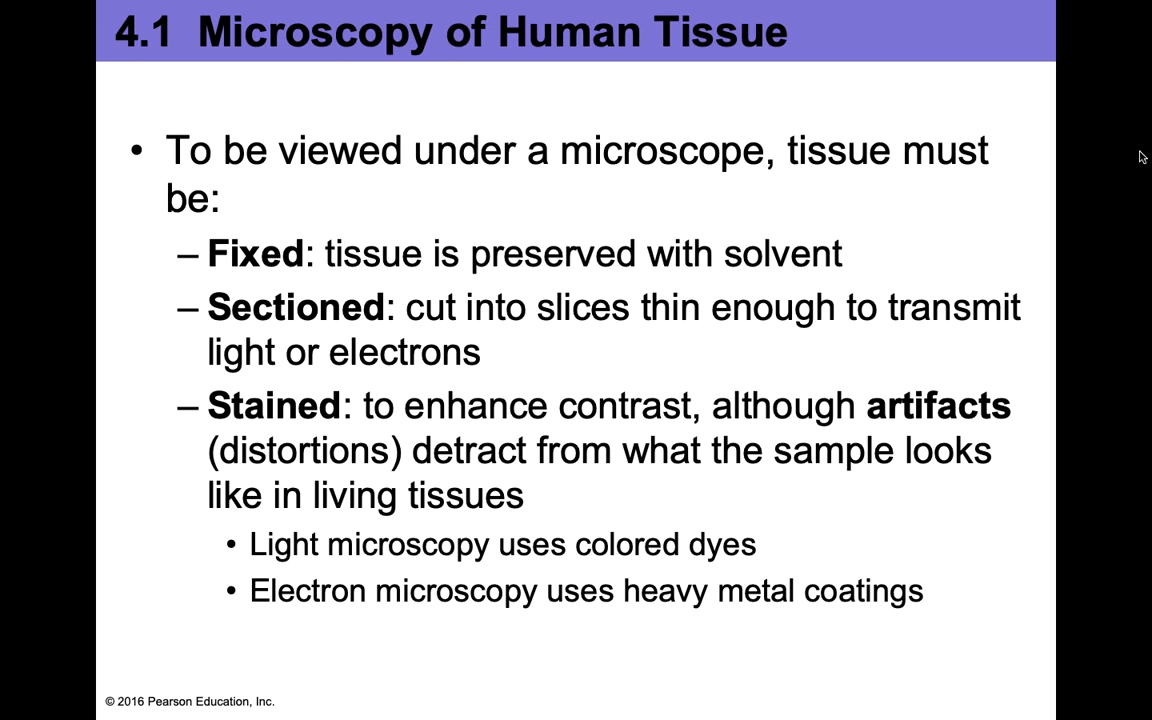 4.1 Microscopy of Human Tissue
• To be viewed under a microscope, tissue must
be:
– Fixed: tissue is preserved with solvent
– Sectioned: cut into slices thin enough to transmit
light or electrons
– Stained: to enhance contrast, although artifacts
(distortions) detract from what the sample looks
like in living tissues
• Light microscopy uses colored dyes
• Electron microscopy uses heavy metal coatings
© 2016 Pearson Education, Inc.